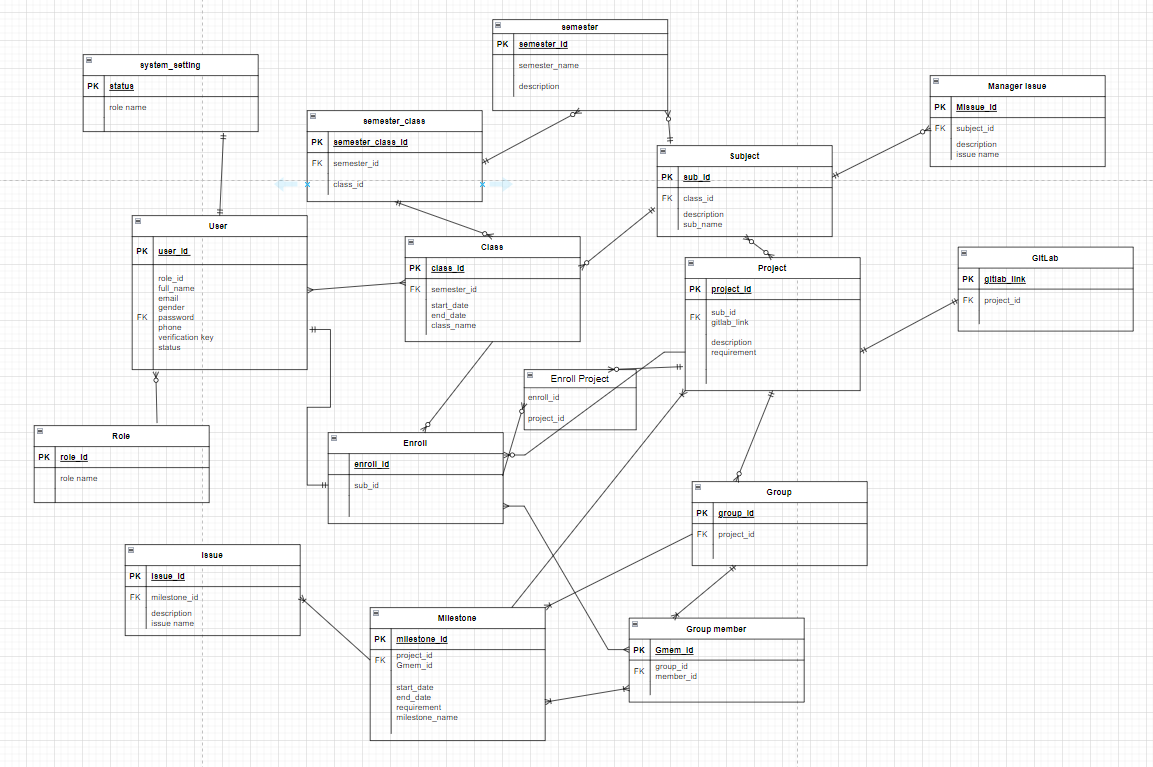 semester
PK semester_id
semester_name
description
system_setting
PK status
role name
Manager Issue
PK Missue_id
FK subject_id
description
issue name
semester_class
PK semester_class_id
FK semester_id
class_id
Subject
PK sub_id
FK class_id
description
sub_name
User
PK user_id
role_id
full_name
email
gender
FK password
phone
verification key
status
Class
PK class_id
FK semester_id
start_date
end_date
class_name
Project
PK project_id
FK sub_id
gitlab_link
description
requirement
GitLab
PK gitlab_link
FK project_id
Enroll Project
enroll_id
project_id
Role
PK role_id
role name
Enroll
enroll_id
sub_id
Group
PK group_id
FK project_id
Issue
PK Issue_id
FK milestone_id
description
issue name
Milestone
PK milestone_id
project_id
FK Gmem_id
start_date
end_date
requirement
milestone_name
Group member
PK Gmem_id
group_id
FK member_id